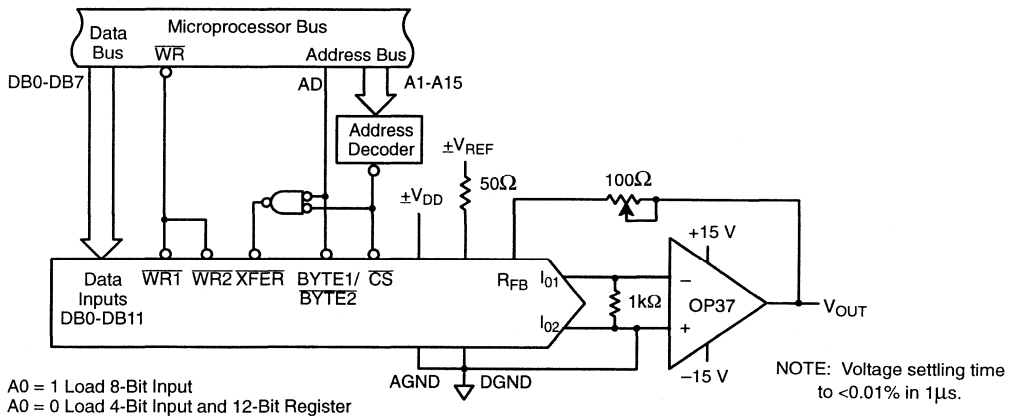 Microprocessor Bus
Data
Bus
WR
Address Bus
DB0-DB7
AD
A1-A15
Address
Decoder
±VREF
50Ω
100Ω
±VDD
+15 V
Data
Inputs
DB0-DB11
WR1
WR2
XFER
BYTE1/
BYTE2
CS
RFB
I01
I02
1kΩ
–
+
OP37
VOUT
–15 V
AGND
DGND
NOTE: Voltage settling time
to <0.01% in 1µs.
A0 = 1 Load 8-Bit Input
A0 = 0 Load 4-Bit Input and 12-Bit Register